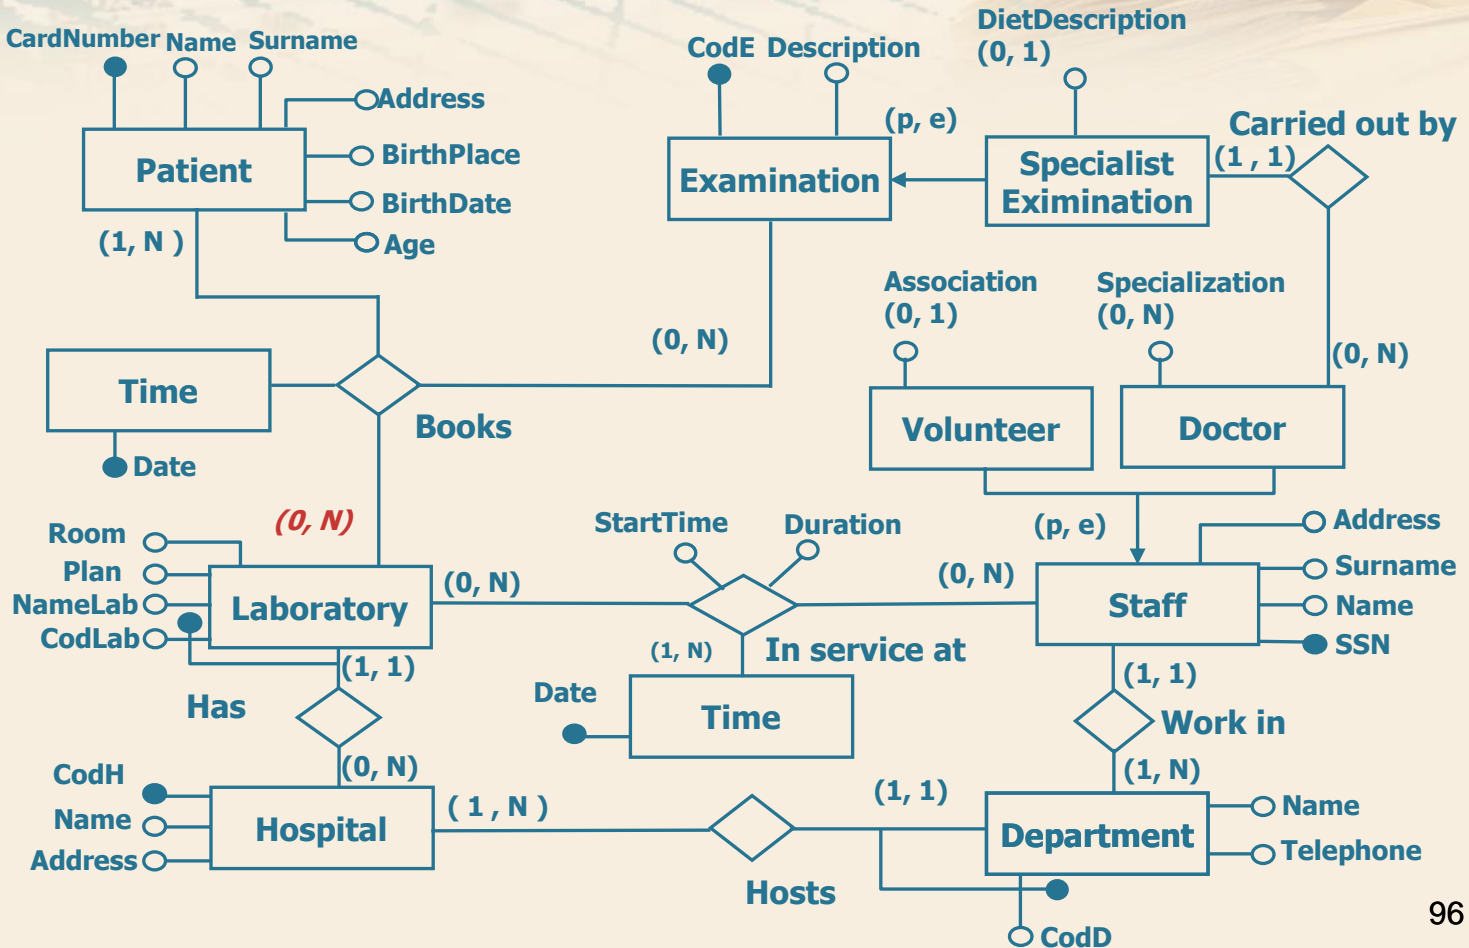 DietDescription
(0, 1)
CardNumber Name Surname
CodE Description
Address
(p, e)
Carried out by
Patient
BirthPlace
Examination
Specialist
Eximination
(1 , 1)
BirthDate
(1, N )
Age
Association
(0, 1)
Specialization
(0, N)
(0, N)
(0, N)
Time
Books
Volunteer
Doctor
Date
(0, N)
StartTime
Duration
(p, e)
Address
Room
Plan
NameLab
CodLab
Laboratory
(0, N)
(0, N)
Staff
Surname
Name
SSN
(1, 1)
(1, N)
In service at
(1, 1)
Has
Date
Time
Work in
(0, N)
(1, N)
CodH
Name
Address
Hospital
( 1 , N )
(1, 1)
Department
Name
Telephone
Hosts
CodD
96